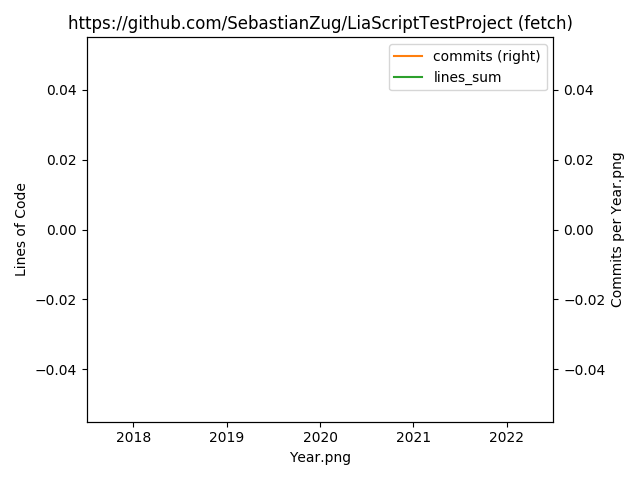 https://github.com/SebastianZug/LiaScriptTestProject (fetch)
commits (right)
lines_sum
0.04
0.02
0.00
−0.02
−0.04
Lines of Code
0.04
0.02
0.00
−0.02
−0.04
Commits per Year.png
2018 2019 2020 2021 2022
Year.png